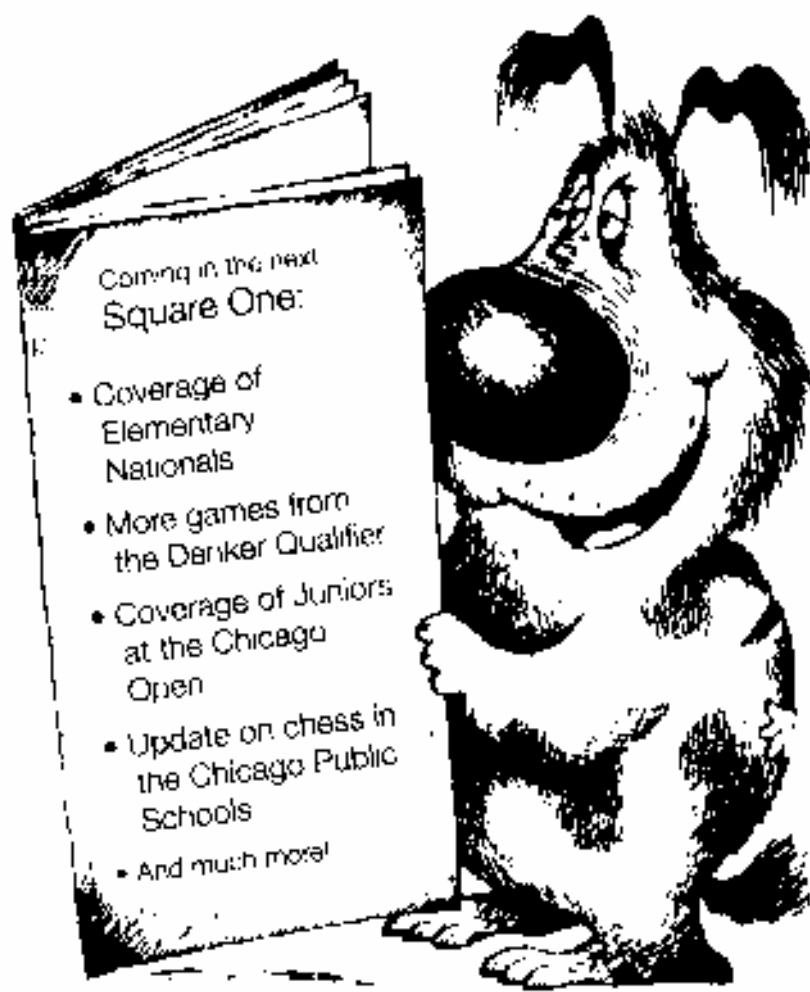 Coming in the next
Square One:
• Coverage of
Elementary
Nationals
• More games from
the Denker Qualifier
• Coverage of Juniors
at the Chicago
Open
• Update on chess in
the Chicago Public
Schools
• And much more!